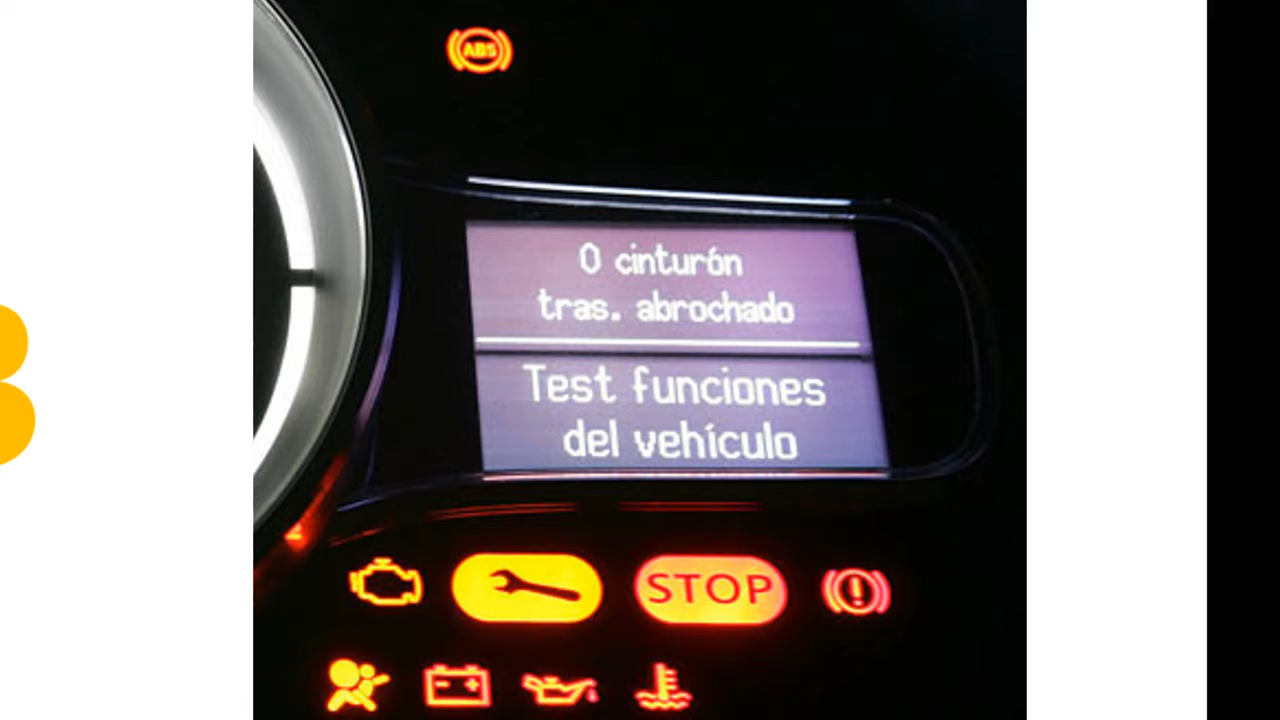 ABS
0 cinturón
tras. abrochado
Test funciones
del vehículo
STOP